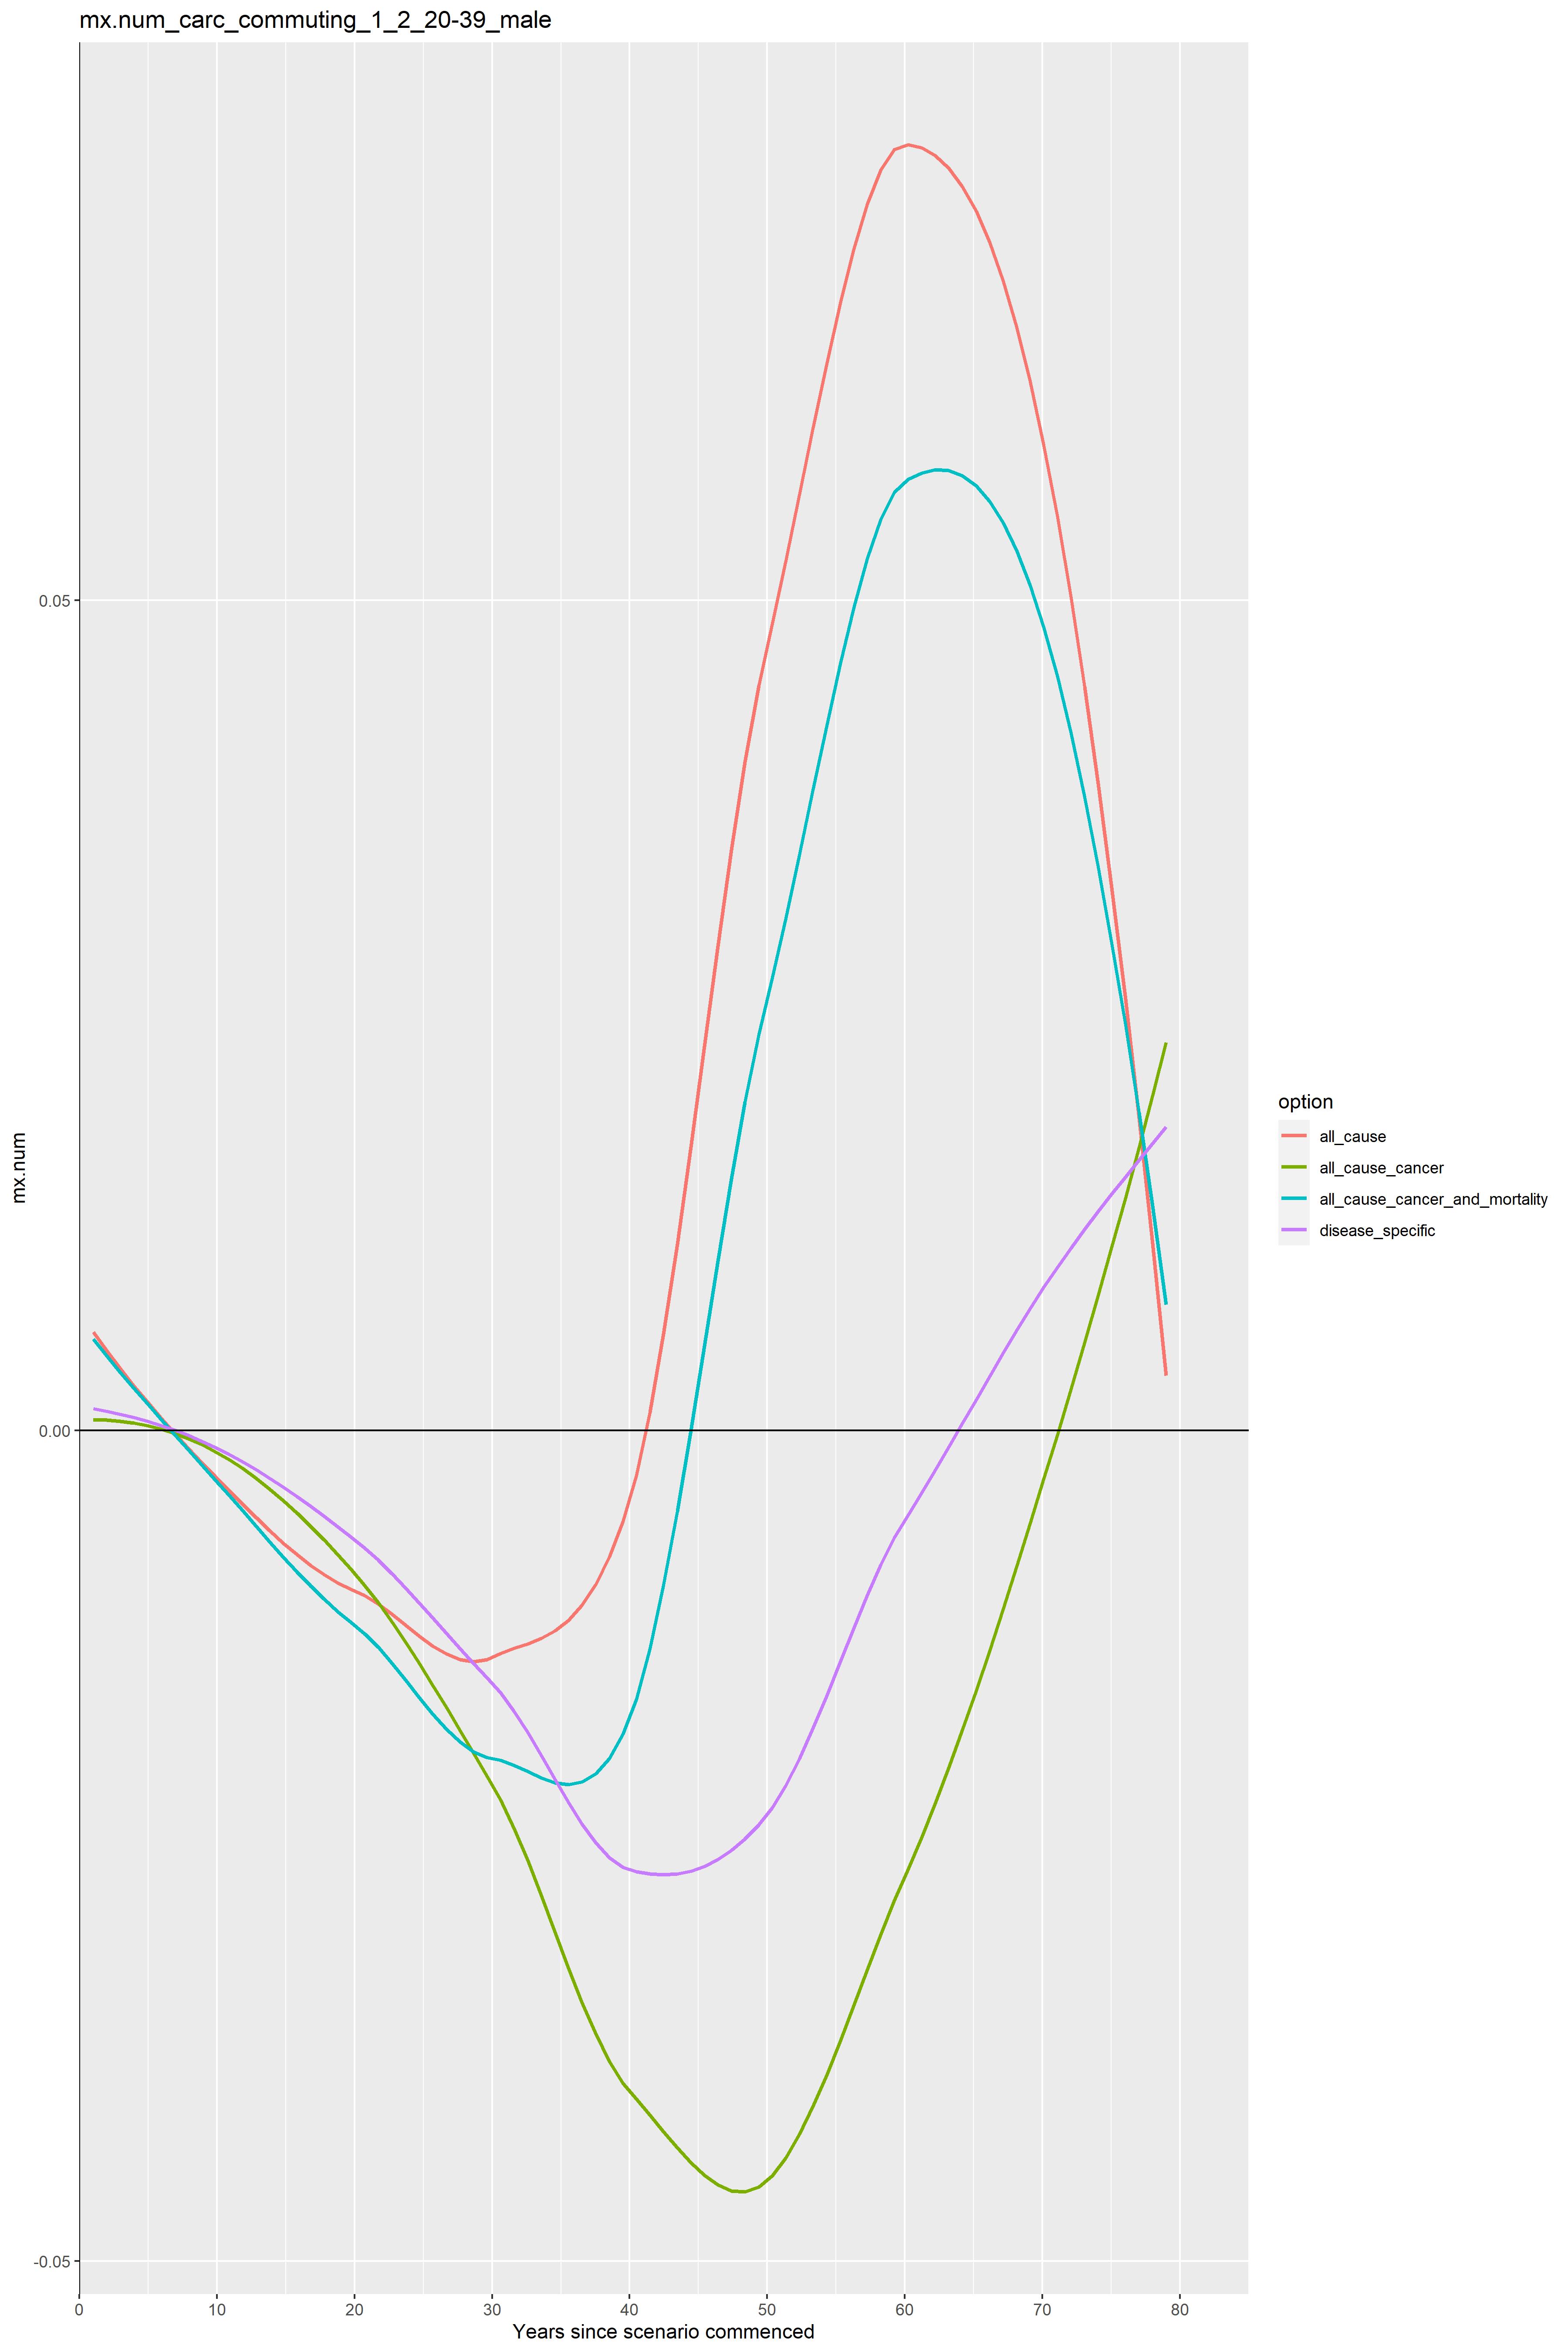 mx.num_carc_commuting_1_2_20-39_male
mx.num
0.05
0.00
-0.05
0 10 20 30 40 50 60 70 80
Years since scenario commenced
option
all_cause
all_cause_cancer
all_cause_cancer_and_mortality
disease_specific